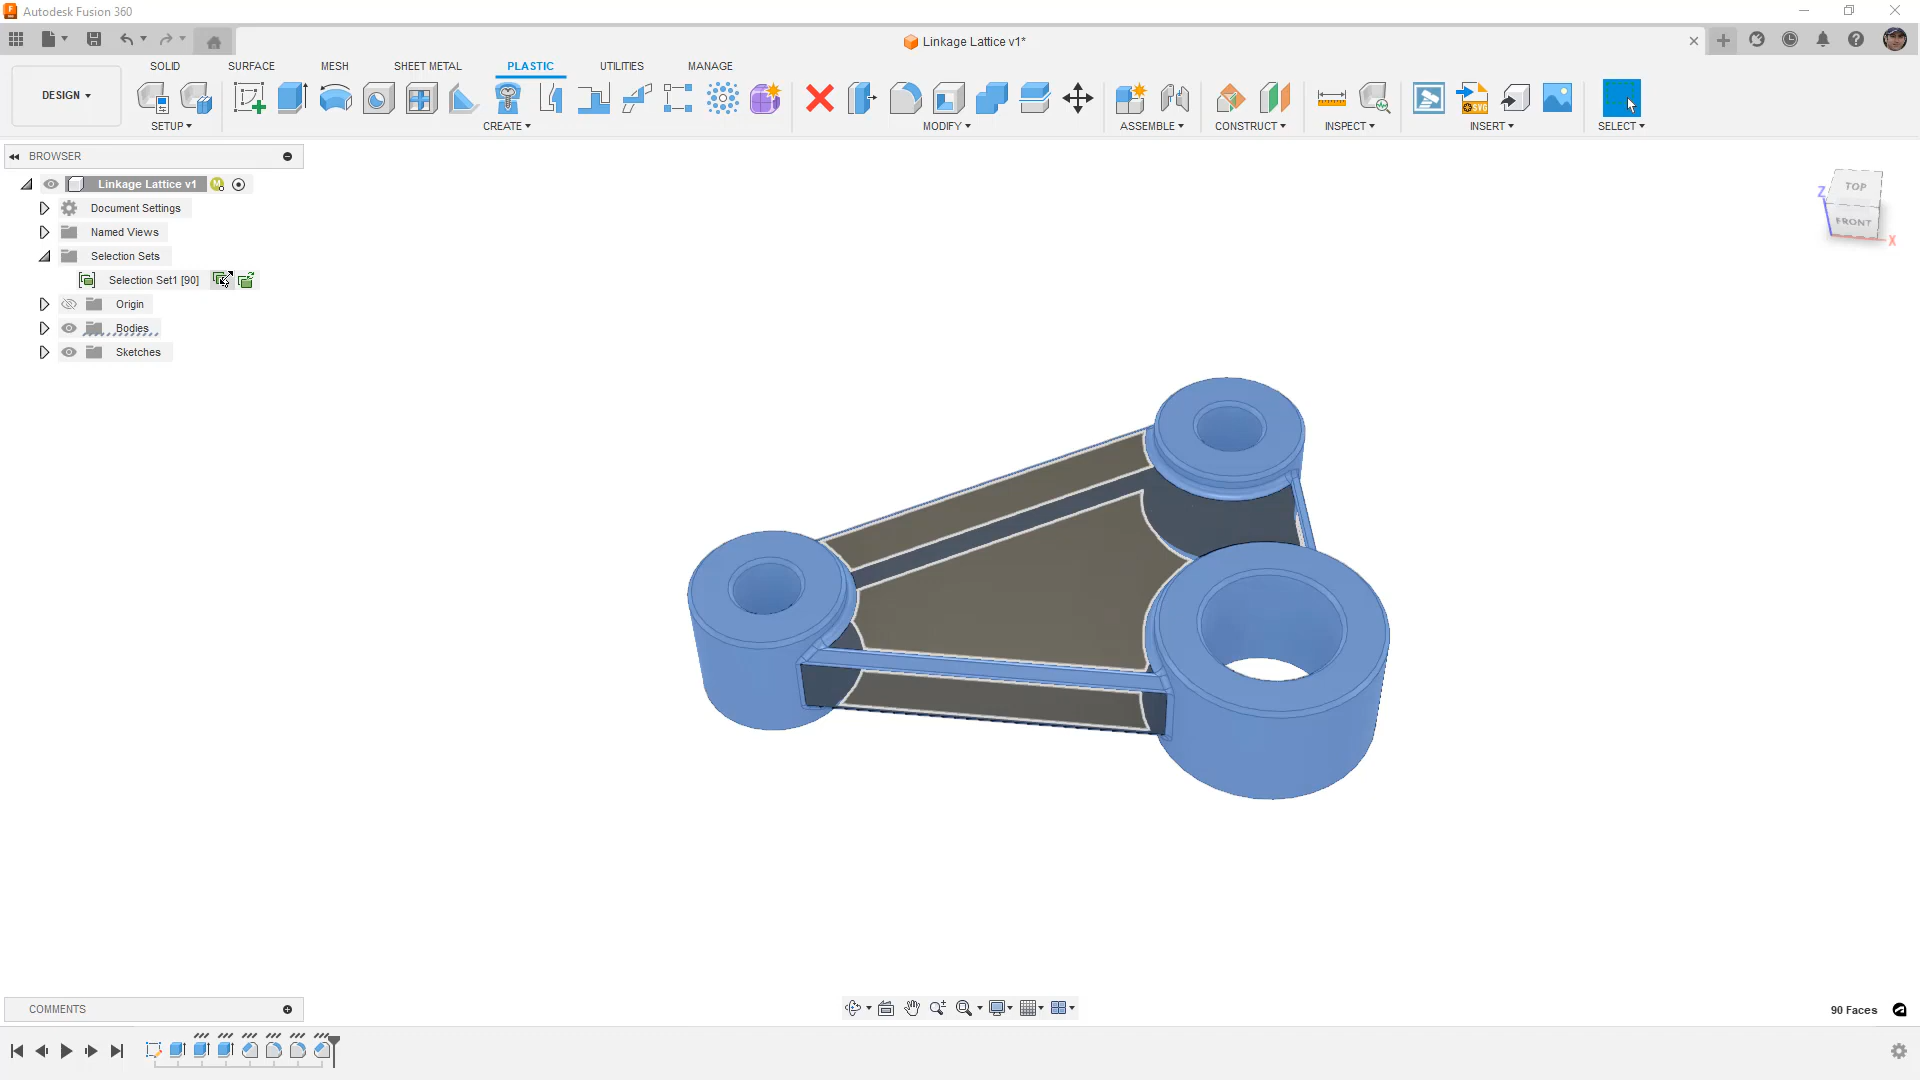 Autodesk Fusion 360
Linkage Lattice v1*
SOLID SURFACE MESH SHEET METAL PLASTIC UTILITIES MANAGE
DESIGN
SETUP CREATE MODIFY ASSEMBLE CONSTRUCT INSPECT INSERT SELECT
SVG
BROWSER
Linkage Lattice v1
Document Settings
Named Views
Selection Sets
Selection Set1 [90]
Origin
Bodies
Sketches
TOP
FRONT
Z
X
COMMENTS
90 Faces